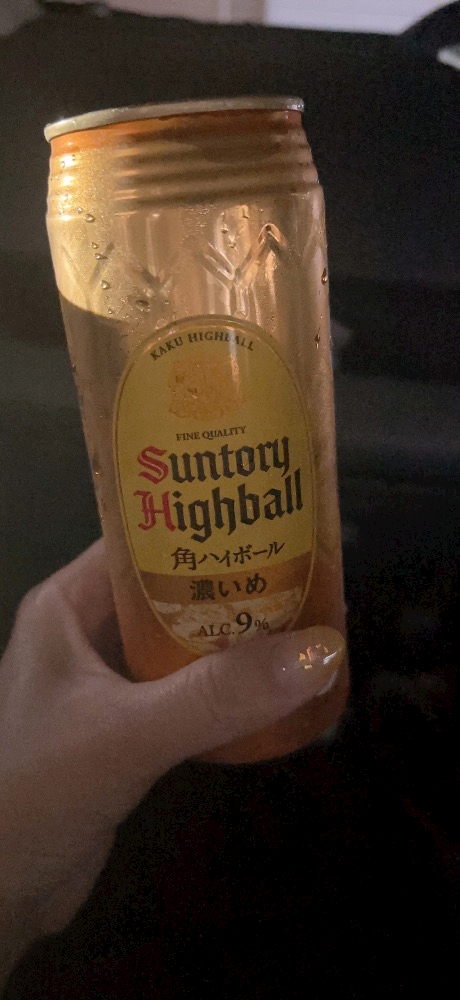 KAKU HIGHBALL
FINE QUALITY
Suntory
Highball
角ハイボール
濃いめ
ALC.9%